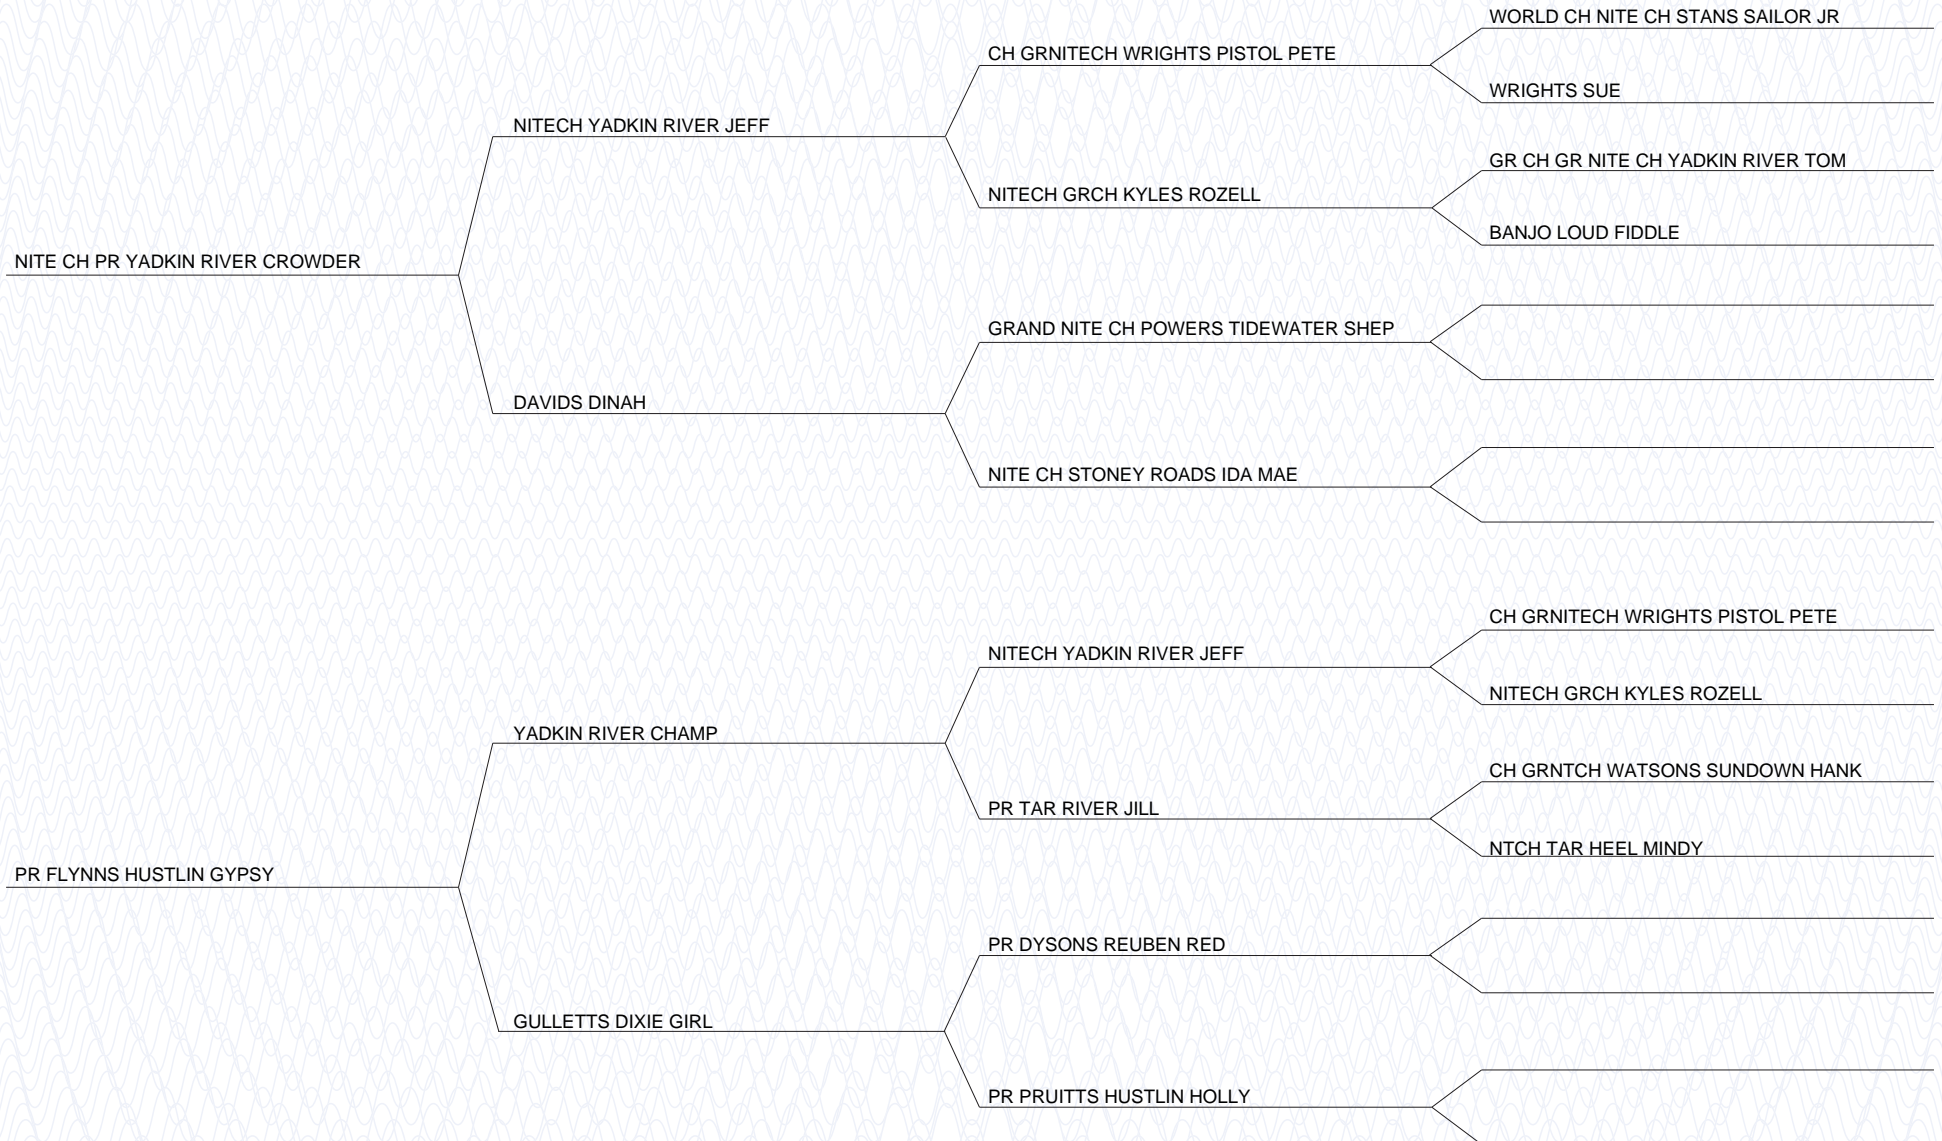 WORLD CH NITE CH STANS SAILOR JR
CH GRNITECH WRIGHTS PISTOL PETE
WRIGHTS SUE
NITECH YADKIN RIVER JEFF
GR CH GR NITE CH YADKIN RIVER TOM
NITECH GRCH KYLES ROZELL
BANJO LOUD FIDDLE
NITE CH PR YADKIN RIVER CROWDER
GRAND NITE CH POWERS TIDEWATER SHEP
DAVIDS DINAH
NITE CH STONEY ROADS IDA MAE
CH GRNITECH WRIGHTS PISTOL PETE
NITECH YADKIN RIVER JEFF
NITECH GRCH KYLES ROZELL
YADKIN RIVER CHAMP
CH GRNTCH WATSONS SUNDOWN HANK
PR TAR RIVER JILL
NTCH TAR HEEL MINDY
PR FLYNNS HUSTLIN GYPSY
PR DYSONS REUBEN RED
GULLETTS DIXIE GIRL
PR PRUITTS HUSTLIN HOLLY